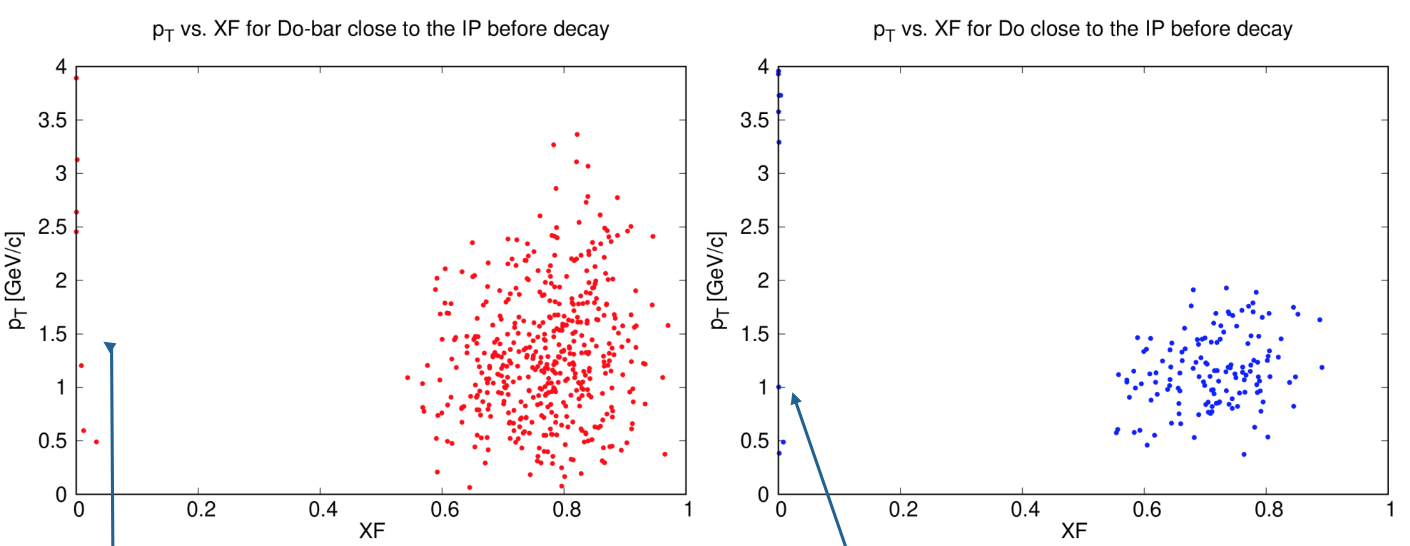 p_T vs. XF for Do-bar close to the IP before decay
4
3.5
3
2.5
2
1.5
1
0.5
0
p_T [GeV/c]
0 0.2 0.4 0.6 0.8 1
XF
p_T vs. XF for Do close to the IP before decay
4
3.5
3
2.5
2
1.5
1
0.5
0
p_T [GeV/c]
0 0.2 0.4 0.6 0.8 1
XF